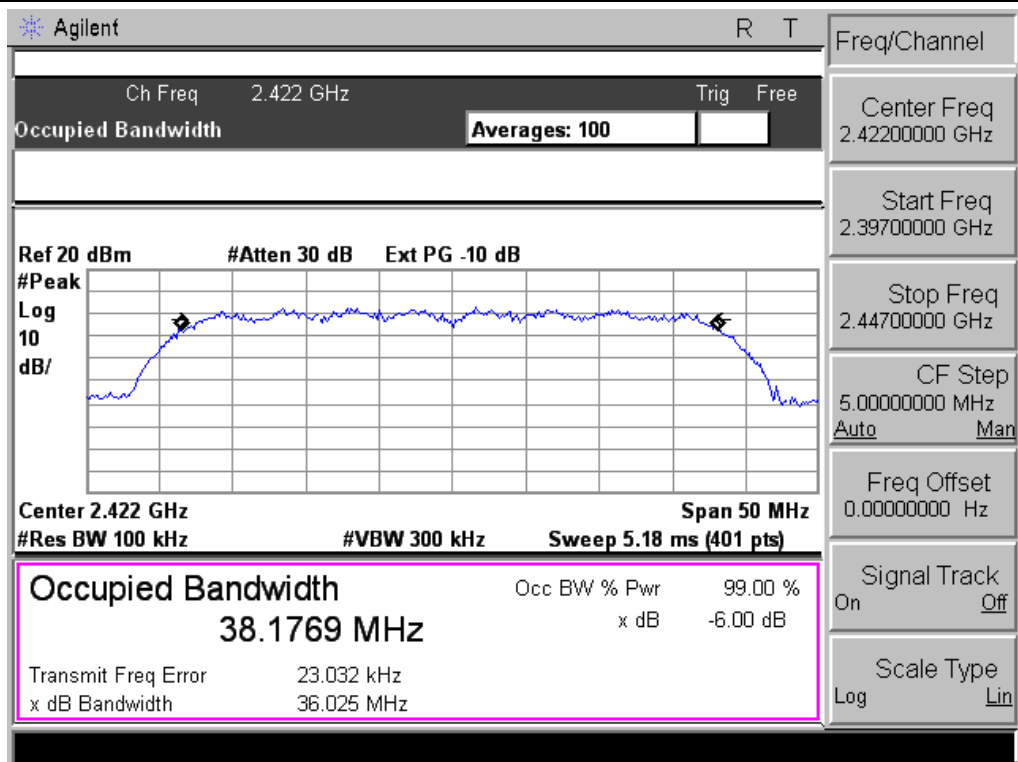 Agilent R T
Ch Freq 2.422 GHz Trig Free
Occupied Bandwidth Averages: 100
Ref 20 dBm #Atten 30 dB Ext PG -10 dB
#Peak
Log
10
dB/
Center 2.422 GHz Span 50 MHz
#Res BW 100 kHz #VBW 300 kHz Sweep 5.18 ms (401 pts)
Occupied Bandwidth Occ BW % Pwr 99.00 %
38.1769 MHz x dB -6.00 dB
Transmit Freq Error 23.032 kHz
x dB Bandwidth 36.025 MHz
Freq/Channel
Center Freq
2.42200000 GHz
Start Freq
2.39700000 GHz
Stop Freq
2.44700000 GHz
CF Step
5.00000000 MHz
Auto Man
Freq Offset
0.00000000 Hz
Signal Track
On Off
Scale Type
Log Lin